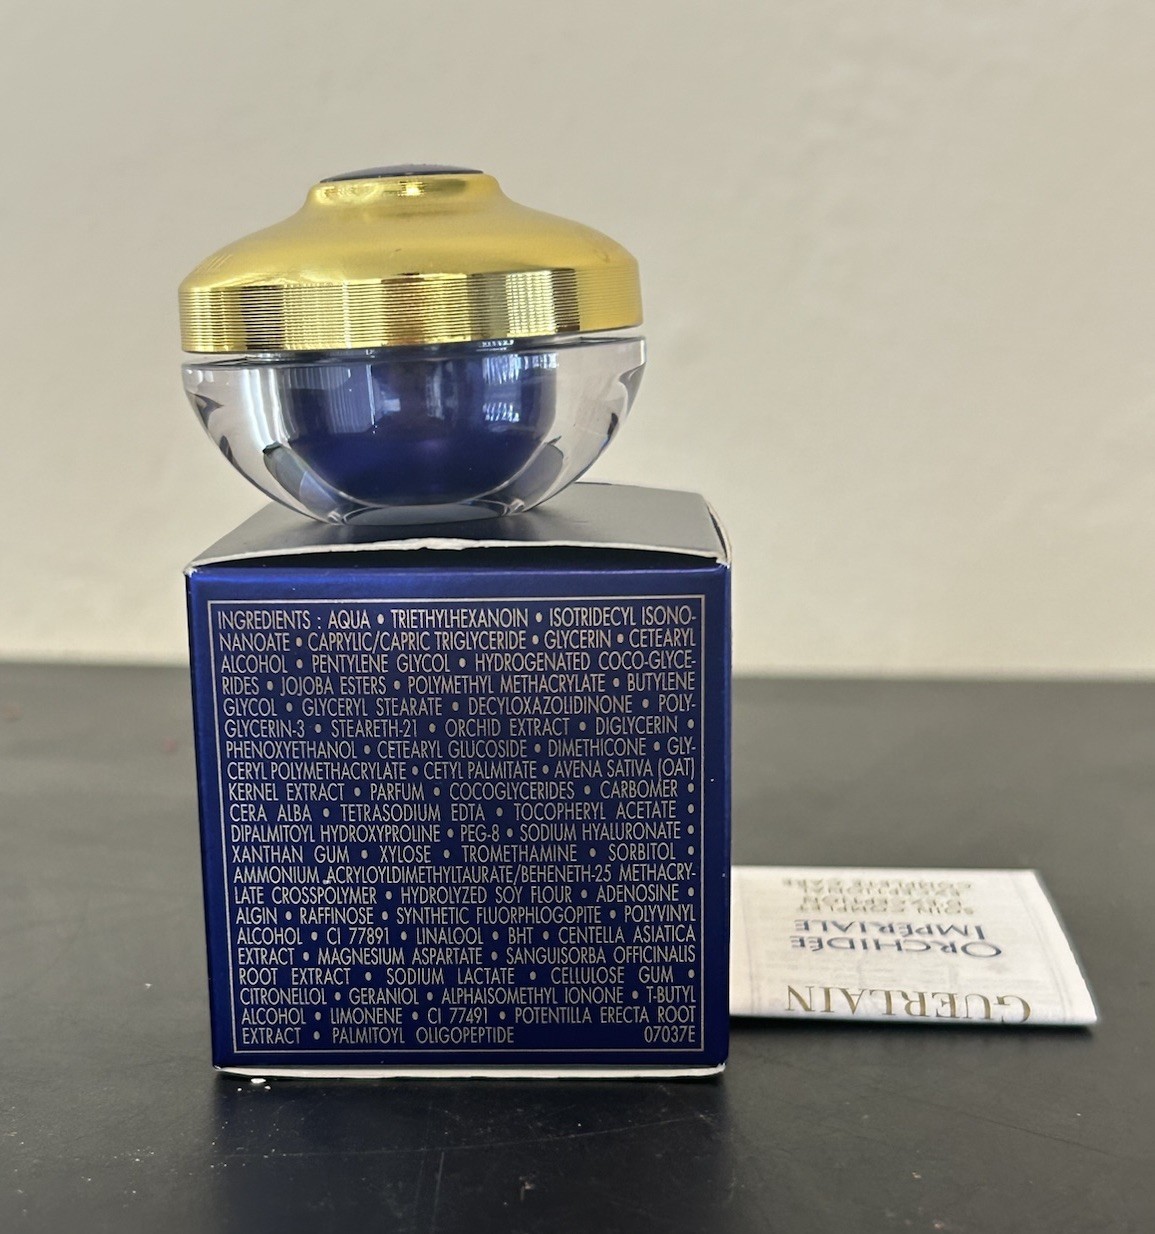 INGREDIENTS : AQUA • TRIETHYLHEXANOIN • ISOTRIDECYL ISONO-
NANOATE • CAPRYLIC/CAPRIC TRIGLYCERIDE • GLYCERIN • CETEARYL
ALCOHOL • PENTYLENE GLYCOL • HYDROGENATED COCO-GLYCE-
RIDES • JOJOBA ESTERS • POLYMETHYL METHACRYLATE • BUTYLENE
GLYCOL • GLYCERYL STEARATE • DECYLOXAZOLIDINONE • POLY-
GLYCERIN-3 • STEARETH-21 • ORCHID EXTRACT • DIGLYCERIN •
PHENOXYETHANOL • CETEARYL GLUCOSIDE • DIMETHICONE • GLY-
CERYL POLYMETHACRYLATE • CETYL PALMITATE • AVENA SATIVA (OAT)
KERNEL EXTRACT • PARFUM • COCOGLYCERIDES • CARBOMER •
CERA ALBA • TETRASODIUM EDTA • TOCOPHERYL ACETATE •
DIPALMITOYL HYDROXYPROLINE • PEG-8 • SODIUM HYALURONATE •
XANTHAN GUM • XYLOSE • TROMETHAMINE • SORBITOL •
AMMONIUM ACRYLOYLDIMETHYLTAURATE/BEHENETH-25 METHACRY-
LATE CROSSPOLYMER • HYDROLYZED SOY FLOUR • ADENOSINE •
ALGIN • RAFFINOSE • SYNTHETIC FLUORPHLOGOPITE • POLYVINYL
ALCOHOL • CI 77891 • LINALOOL • BHT • CENTELLA ASIATICA
EXTRACT • MAGNESIUM ASPARTATE • SANGUISORBA OFFICINALIS
ROOT EXTRACT • SODIUM LACTATE • CELLULOSE GUM •
CITRONELLOL • GERANIOL • ALPHAISOMETHYL IONONE • T-BUTYL
ALCOHOL • LIMONENE • CI 77491 • POTENTILLA ERECTA ROOT
EXTRACT • PALMITOYL OLIGOPEPTIDE 07037E
GUERLAIN
ORCHIDÉE
IMPÉRIALE
SOIN COMPLET
D'EXCEPTION
EXCEPTIONAL
COMPLETE CARE